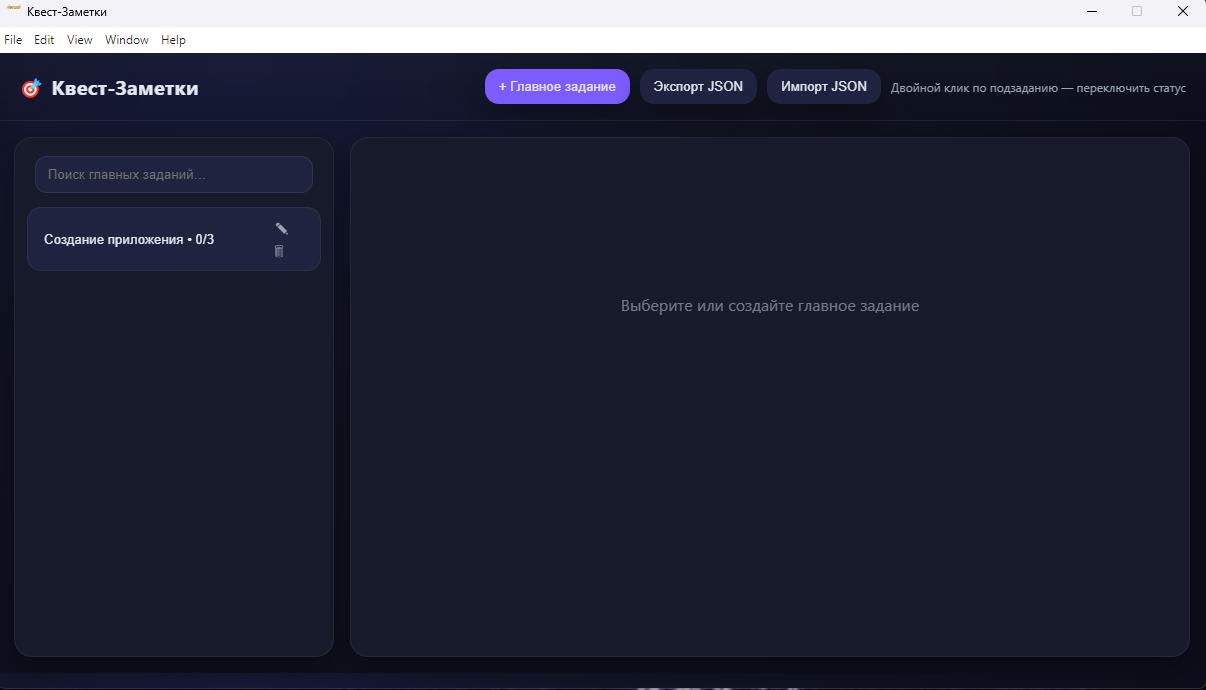 Квест-Заметки
File Edit View Window Help
🎯 Квест-Заметки
+ Главное задание Экспорт JSON Импорт JSON Двойной клик по подзаданию — переключить статус
Поиск главных заданий...
Создание приложения • 0/3
Выберите или создайте главное задание